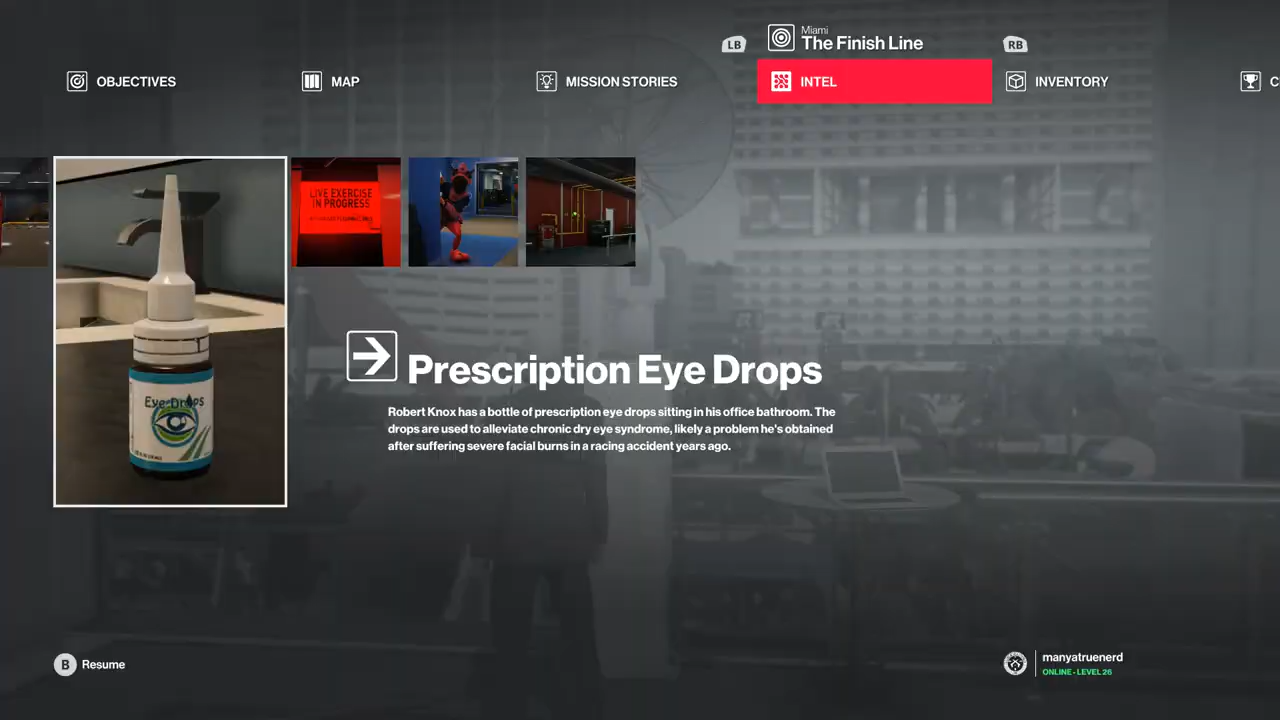 Miami
LB
The Finish Line
RB
OBJECTIVES
MAP
MISSION STORIES
INTEL
INVENTORY
C
LIVE EXERCISE
IN PROGRESS
Eye Drops
Prescription Eye Drops
Robert Knox has a bottle of prescription eye drops sitting in his office bathroom. The
drops are used to alleviate chronic dry eye syndrome, likely a problem he's obtained
after suffering severe facial burns in a racing accident years ago.
B Resume
manyatruenerd
ONLINE - LEVEL 26